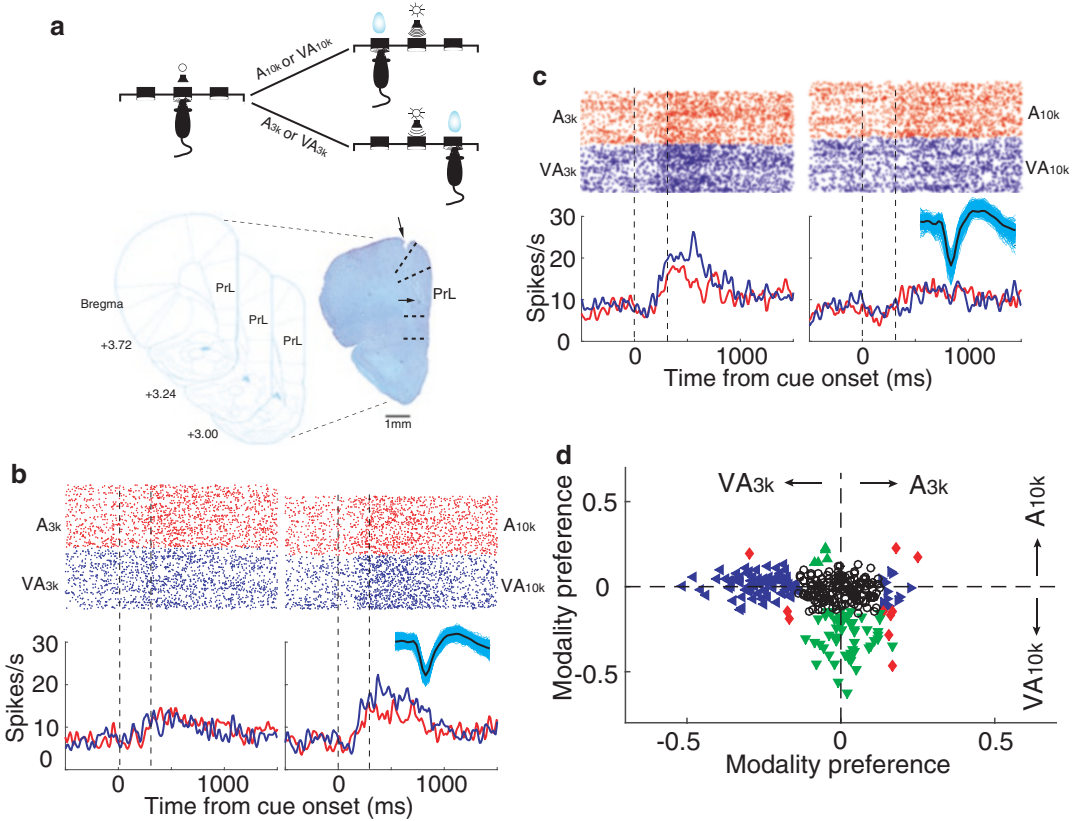 a
A10k or VA10k
A3k or VA3k
Bregma
PrL
PrL
PrL
PrL
+3.72
+3.24
+3.00
1mm
b
A3k
A10k
VA3k
VA10k
Spikes/s
30
20
10
0
0
1000
0
1000
Time from cue onset (ms)
c
A3k
A10k
VA3k
VA10k
Spikes/s
30
20
10
0
0
1000
0
1000
Time from cue onset (ms)
d
VA3k
A3k
A10k
VA10k
Modality preference
0.5
0
-0.5
-0.5
0
0.5
Modality preference